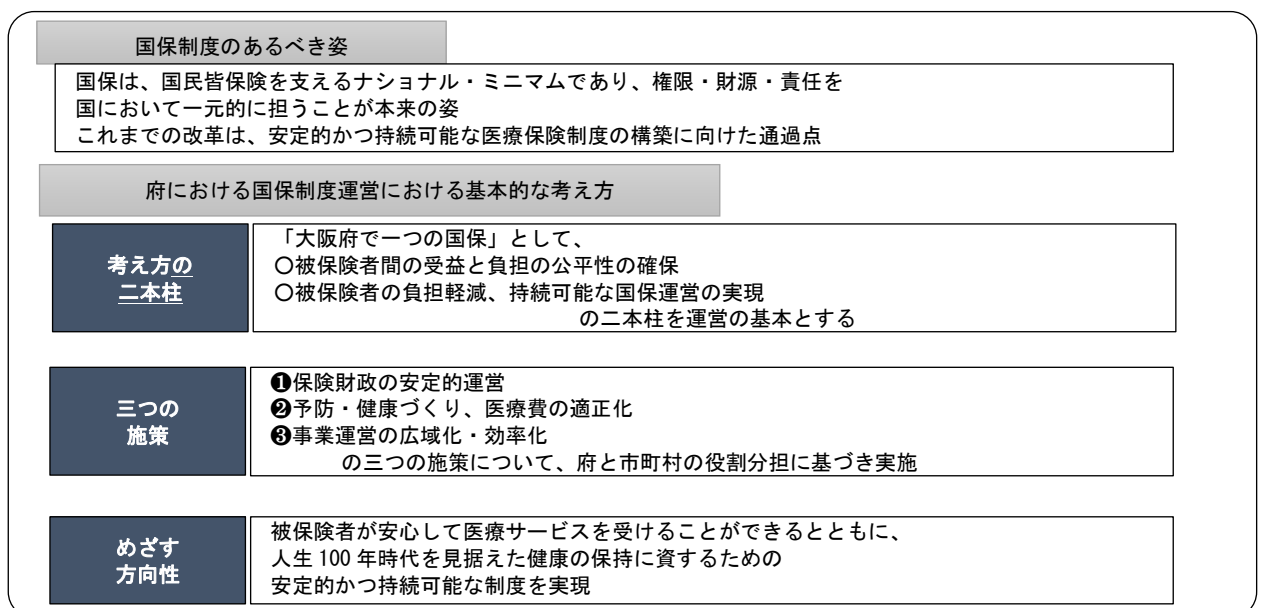 国保制度のあるべき姿
国保は、国民皆保険を支えるナショナル・ミニマムであり、権限・財源・責任を
国において一元的に担うことが本来の姿
これまでの改革は、安定的かつ持続可能な医療保険制度の構築に向けた通過点
府における国保制度運営における基本的な考え方
考え方の
二本柱
「大阪府で一つの国保」として、
〇被保険者間の受益と負担の公平性の確保
〇被保険者の負担軽減、持続可能な国保運営の実現
の二本柱を運営の基本とする
三つの
施策
❶保険財政の安定的運営
❷予防・健康づくり、医療費の適正化
❸事業運営の広域化・効率化
の三つの施策について、府と市町村の役割分担に基づき実施
めざす
方向性
被保険者が安心して医療サービスを受けることができるとともに、
人生 100 年時代を見据えた健康の保持に資するための
安定的かつ持続可能な制度を実現